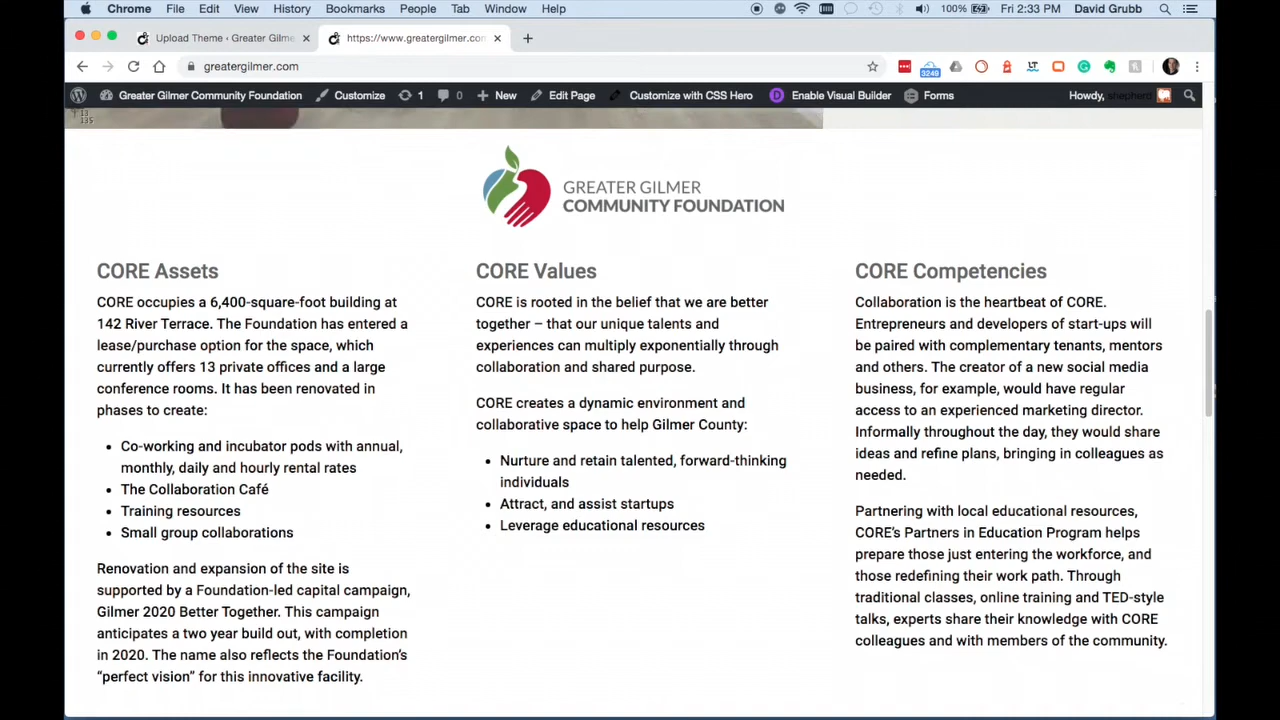 Chrome File Edit View History Bookmarks People Tab Window Help 100% Fri 2:33 PM David Grubb
Upload Theme ‹ Greater Gilme × https://www.greatergilmer.con × +
greatergilmer.com 3249 LT
Greater Gilmer Community Foundation Customize 1 0 New Edit Page Customize with CSS Hero Enable Visual Builder Forms Howdy, shepherd
13
135
GREATER GILMER
COMMUNITY FOUNDATION
CORE Assets
CORE occupies a 6,400-square-foot building at
142 River Terrace. The Foundation has entered a
lease/purchase option for the space, which
currently offers 13 private offices and a large
conference rooms. It has been renovated in
phases to create:
• Co-working and incubator pods with annual,
monthly, daily and hourly rental rates
• The Collaboration Café
• Training resources
• Small group collaborations
Renovation and expansion of the site is
supported by a Foundation-led capital campaign,
Gilmer 2020 Better Together. This campaign
anticipates a two year build out, with completion
in 2020. The name also reflects the Foundation's
“perfect vision” for this innovative facility.
CORE Values
CORE is rooted in the belief that we are better
together – that our unique talents and
experiences can multiply exponentially through
collaboration and shared purpose.
CORE creates a dynamic environment and
collaborative space to help Gilmer County:
• Nurture and retain talented, forward-thinking
individuals
• Attract, and assist startups
• Leverage educational resources
CORE Competencies
Collaboration is the heartbeat of CORE.
Entrepreneurs and developers of start-ups will
be paired with complementary tenants, mentors
and others. The creator of a new social media
business, for example, would have regular
access to an experienced marketing director.
Informally throughout the day, they would share
ideas and refine plans, bringing in colleagues as
needed.
Partnering with local educational resources,
CORE's Partners in Education Program helps
prepare those just entering the workforce, and
those redefining their work path. Through
traditional classes, online training and TED-style
talks, experts share their knowledge with CORE
colleagues and with members of the community.